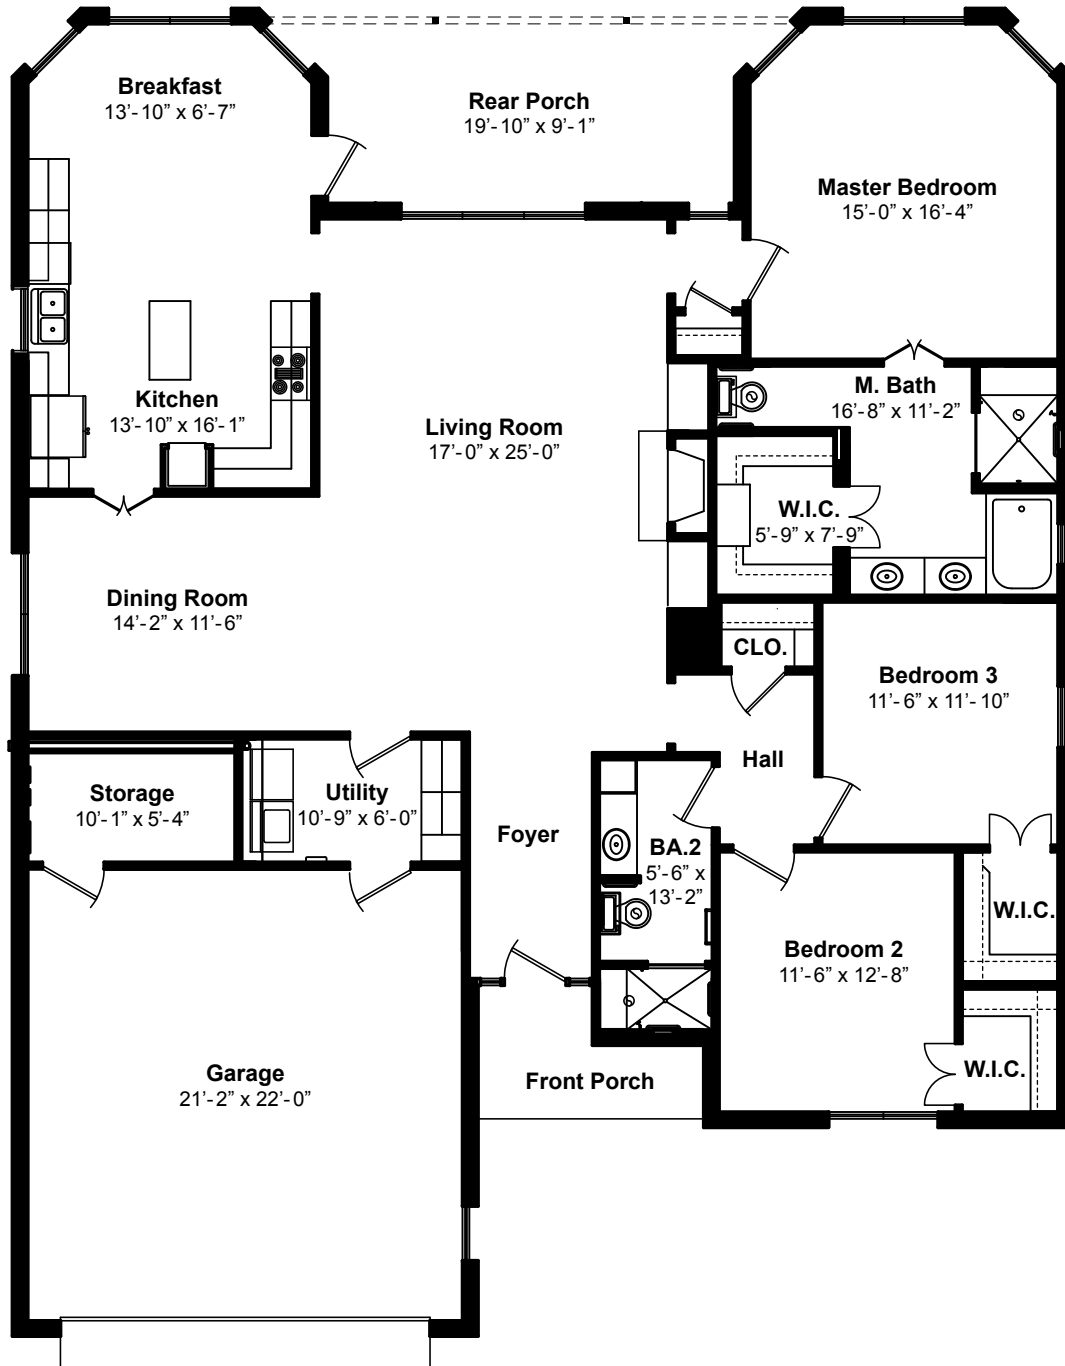 Breakfast
13’-10” x 6’-7”
Rear Porch
19’-10” x 9’-1”
Master Bedroom
15’-0” x 16’-4”
Kitchen
13’-10” x 16’-1”
Living Room
17’-0” x 25’-0”
M. Bath
16’-8” x 11’-2”
W.I.C.
5’-9” x 7’-9”
Dining Room
14’-2” x 11’-6”
CLO.
Bedroom 3
11’-6” x 11’-10”
Hall
Storage
10’-1” x 5’-4”
Utility
10’-9” x 6’-0”
Foyer
BA.2
5’-6” x
13’-2”
W.I.C.
Bedroom 2
11’-6” x 12’-8”
W.I.C.
Garage
21’-2” x 22’-0”
Front Porch